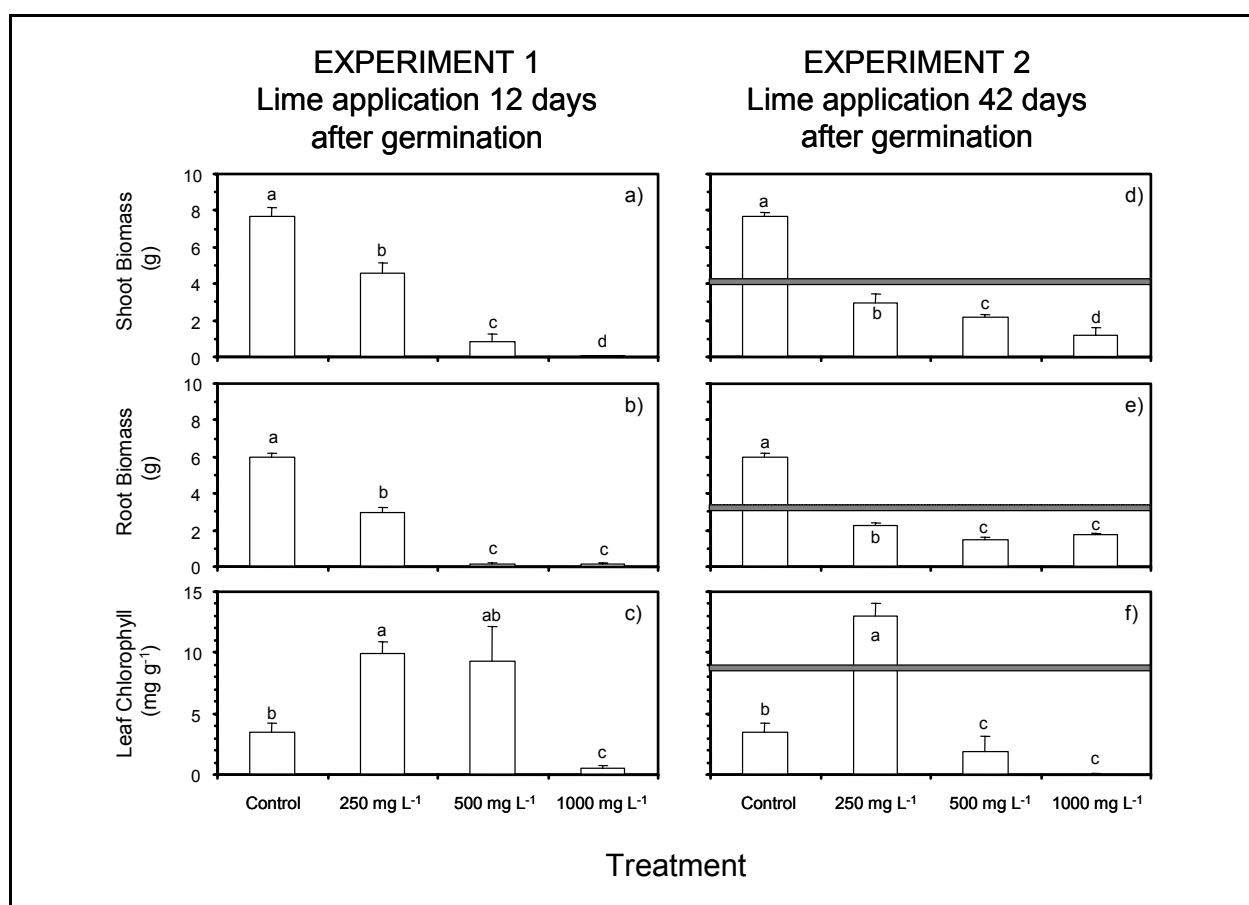 EXPERIMENT 1
Lime application 12 days
after germination
EXPERIMENT 2
Lime application 42 days
after germination
Shoot Biomass
(g)
10
8
6
4
2
0
a
b
c
d
a)
a
b
c
d
d)
Root Biomass
(g)
10
8
6
4
2
0
a
b
c
c
b)
a
b
c
c
e)
Leaf Chlorophyll
(mg g-1)
15
10
5
0
b
a
ab
c
c)
b
a
c
c
f)
Control
250 mg L-1
500 mg L-1
1000 mg L-1
Control
250 mg L-1
500 mg L-1
1000 mg L-1
Treatment